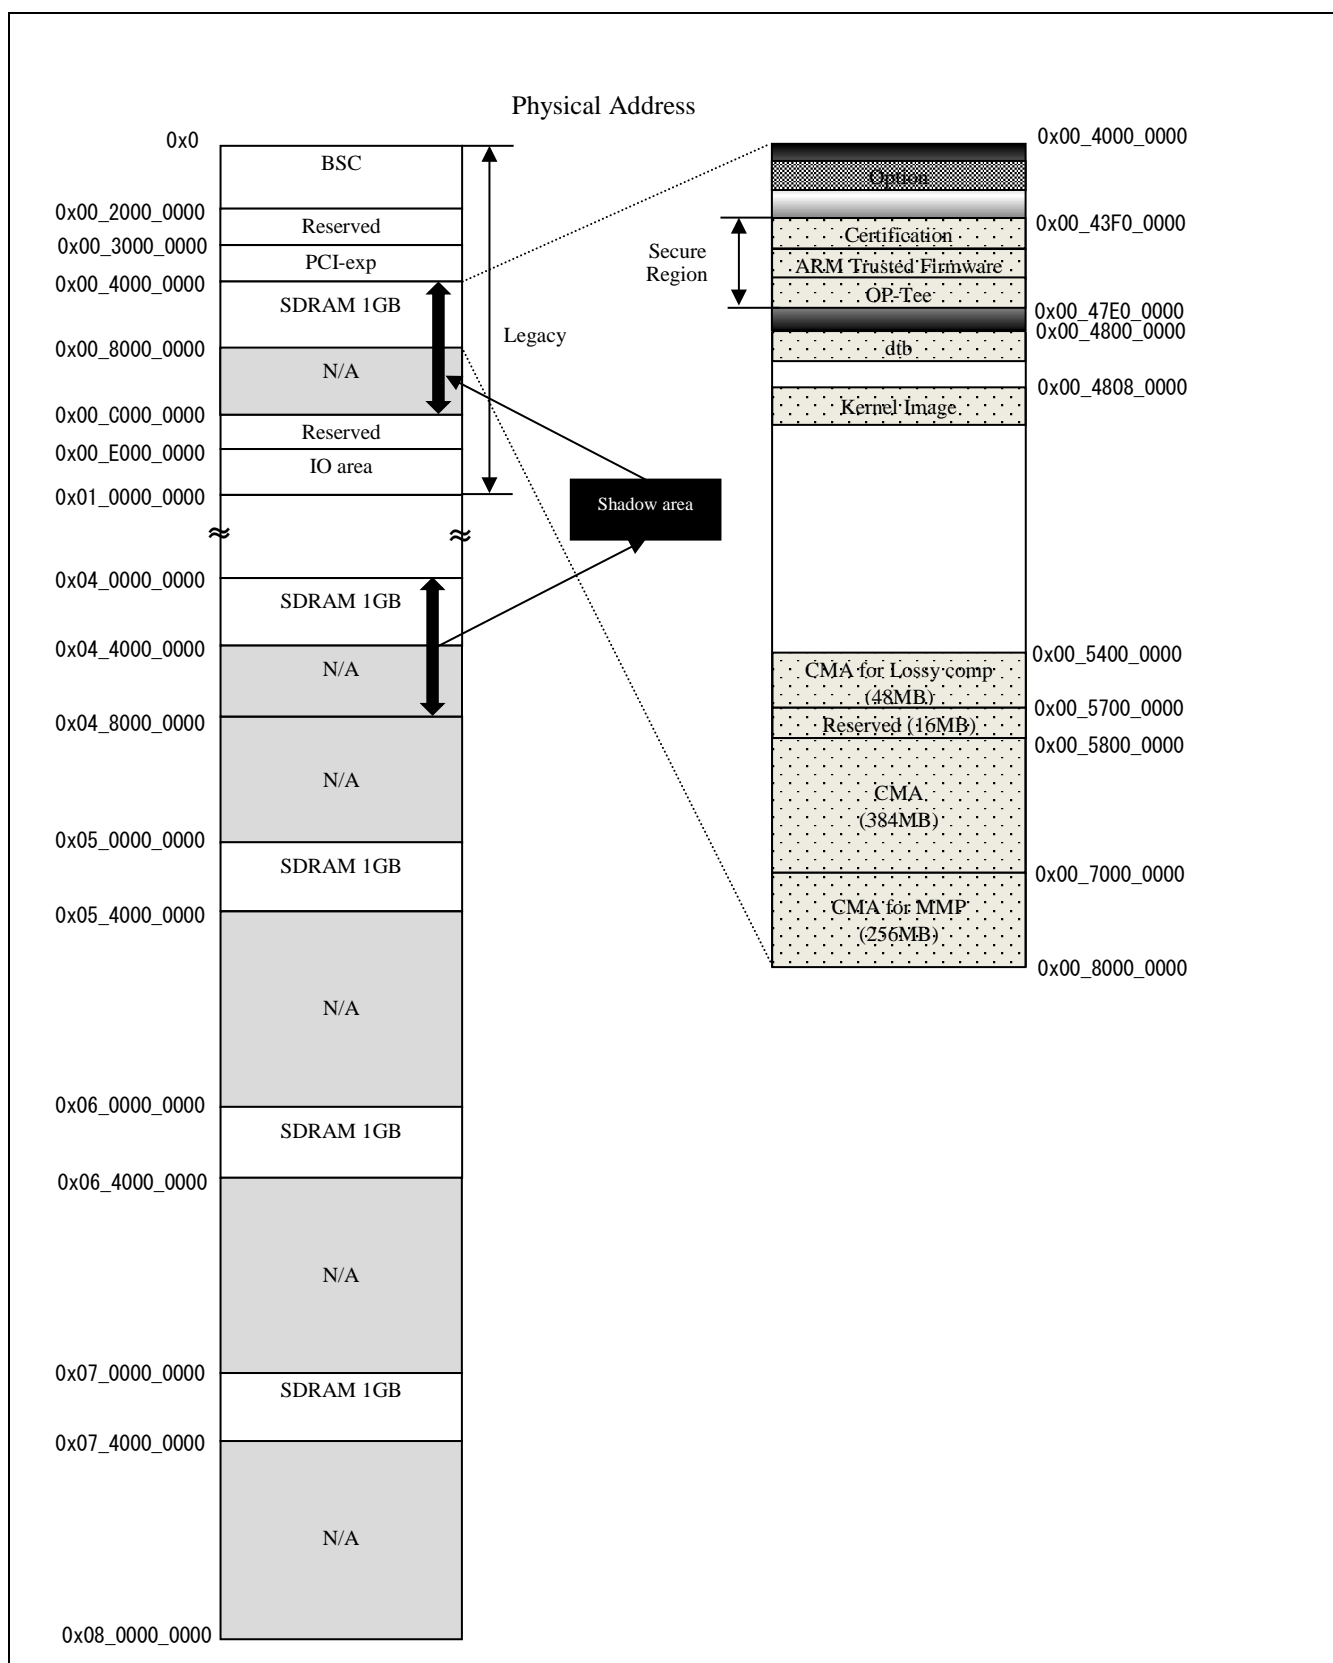 Physical Address
0x0
BSC
0x00_2000_0000
Reserved
0x00_3000_0000
PCI-exp
0x00_4000_0000
SDRAM 1GB
0x00_8000_0000
N/A
0x00_C000_0000
Reserved
0x00_E000_0000
IO area
0x01_0000_0000
Legacy
Shadow area
0x04_0000_0000
SDRAM 1GB
0x04_4000_0000
N/A
0x04_8000_0000
N/A
0x05_0000_0000
SDRAM 1GB
0x05_4000_0000
N/A
0x06_0000_0000
SDRAM 1GB
0x06_4000_0000
N/A
0x07_0000_0000
SDRAM 1GB
0x07_4000_0000
N/A
0x08_0000_0000
0x00_4000_0000
Option
0x00_43F0_0000
Secure
Region
Certification
ARM Trusted Firmware
OP-Tee
0x00_47E0_0000
0x00_4800_0000
dtb
0x00_4808_0000
Kernel Image
0x00_5400_0000
CMA for Lossy comp
(48MB)
0x00_5700_0000
Reserved (16MB)
0x00_5800_0000
CMA
(384MB)
0x00_7000_0000
CMA for MMP
(256MB)
0x00_8000_0000